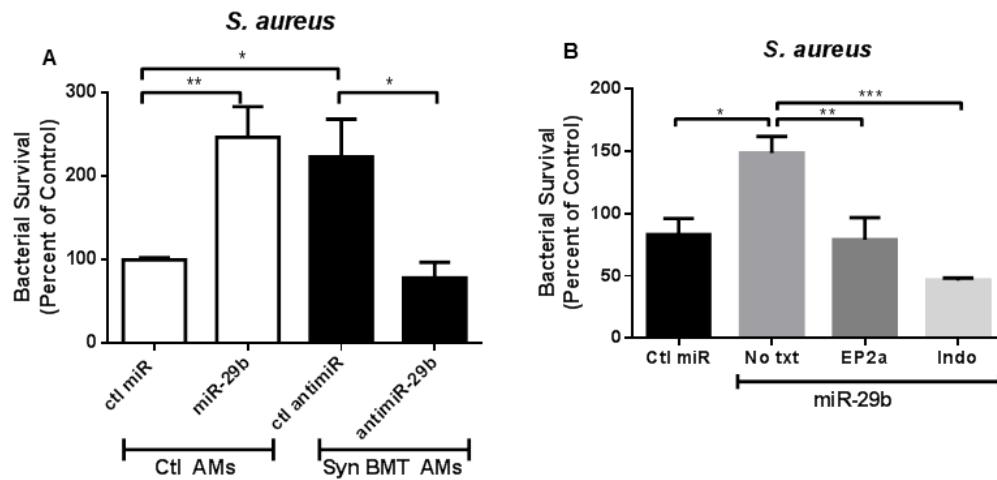 A
S. aureus
Bacterial Survival
(Percent of Control)
300
200
100
0
**
*
*
ctl miR
miR-29b
ctl antimiR
antimiR-29b
Ctl AMs
Syn BMT AMs
B
S. aureus
Bacterial Survival
(Percent of Control)
200
150
100
50
0
*
**
***
Ctl miR
No txt
EP2a
Indo
miR-29b